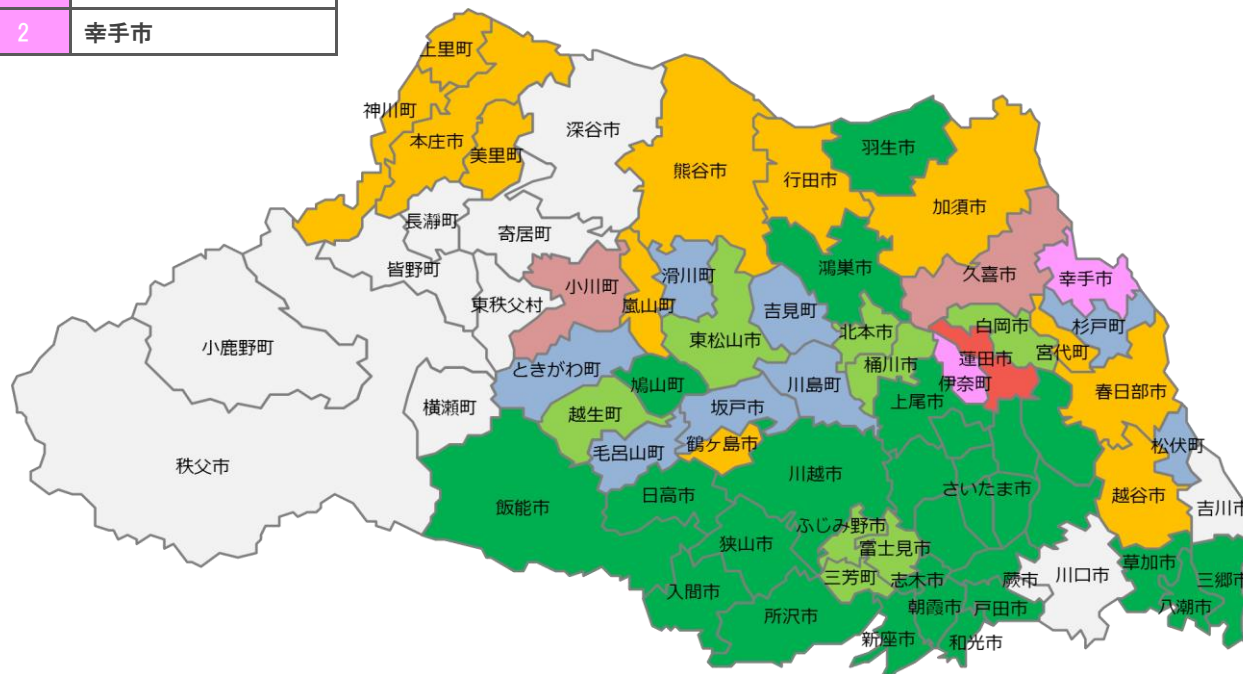 2 幸手市
上里町
神川町
本庄市
美里町
深谷市
熊谷市
行田市
羽生市
加須市
長瀞町
寄居町
皆野町
東秩父村
小川町
嵐山町
滑川町
東松山市
吉見町
鴻巣市
北本市
桶川市
久喜市
幸手市
白岡市
杉戸町
宮代町
蓮田市
伊奈町
上尾市
春日部市
小鹿野町
ときがわ町
鳩山町
川島町
横瀬町
越生町
坂戸市
毛呂山町
鶴ヶ島市
松伏町
秩父市
川越市
さいたま市
越谷市
吉川市
飯能市
日高市
ふじみ野市
富士見市
狭山市
三芳町
志木市
蕨市
川口市
草加市
三郷市
入間市
所沢市
朝霞市
戸田市
八潮市
新座市
和光市